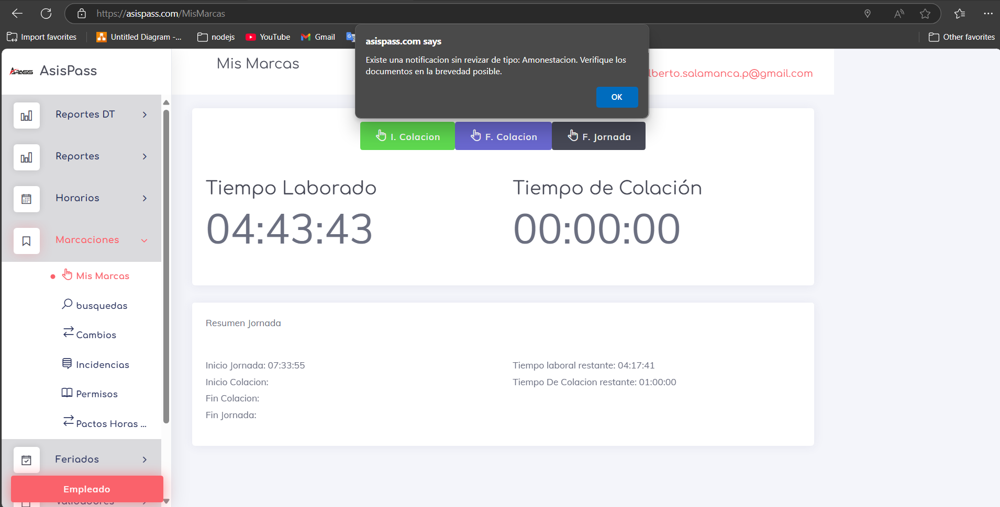 https://asispass.com/MisMarcas
Import favorites
Untitled Diagram -...
nodejs
YouTube
Gmail
Other favorites
asispass.com says
Existe una notificacion sin revizar de tipo: Amonestacion. Verifique los
documentos en la brevedad posible.
OK
APASS
AsisPass
Mis Marcas
lberto.salamanca.p@gmail.com
Reportes DT
Reportes
Horarios
Marcaciones
Mis Marcas
busquedas
Cambios
Incidencias
Permisos
Pactos Horas ...
Feriados
Empleado
Validadores
I. Colacion
F. Colacion
F. Jornada
Tiempo Laborado
04:43:43
Tiempo de Colación
00:00:00
Resumen Jornada
Inicio Jornada: 07:33:55
Inicio Colacion:
Fin Colacion:
Fin Jornada:
Tiempo laboral restante: 04:17:41
Tiempo De Colacion restante: 01:00:00